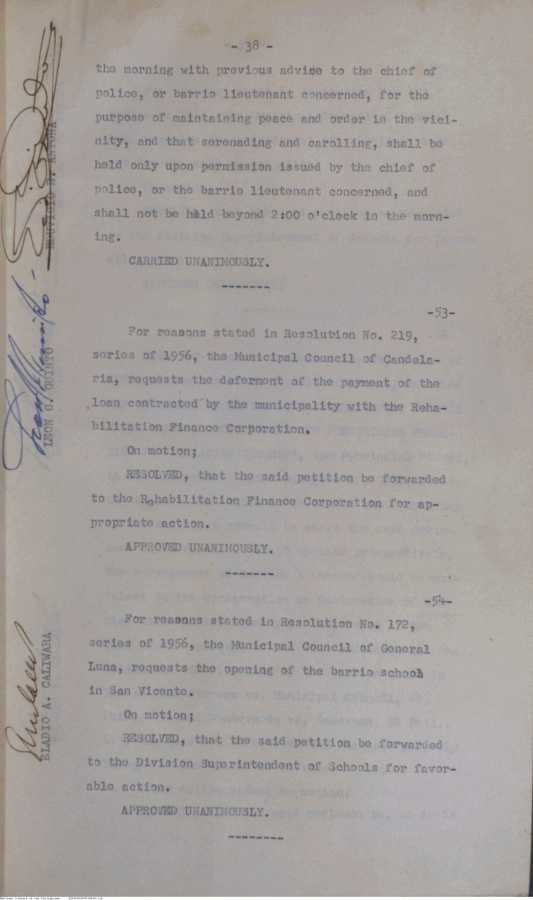 - 38 -
the morning with previous advise to the chief of
police, or barrio lieutenant concerned, for the
purpose of maintaining peace and order in the vici-
nity, and that serenading and carolling, shall be
held only upon permission issued by the chief of
police, or the barrio lieutenant concerned, and
shall not be held beyond 2:00 o'clock in the morn-
ing.
CARRIED UNANIMOUSLY.
-------
-53-
For reasons stated in Resolution No. 219,
series of 1956, the Municipal Council of Candela-
ria, requests the deferment of the payment of the
loan contracted by the municipality with the Reha-
bilitation Finance Corporation.
On motion;
RESOLVED, that the said petition be forwarded
to the Rehabilitation Finance Corporation for ap-
propriate action.
APPROVED UNANIMOUSLY.
-------
-54-
For reasons stated in Resolution No. 172,
series of 1956, the Municipal Council of General
Luna, requests the opening of the barrio school
in San Vicente.
On motion;
RESOLVED, that the said petition be forwarded
to the Division Superintendent of Schools for favor-
able action.
APPROVED UNANIMOUSLY.
--------
LEON G. QUINTO
ELADIO A. CALIWARA